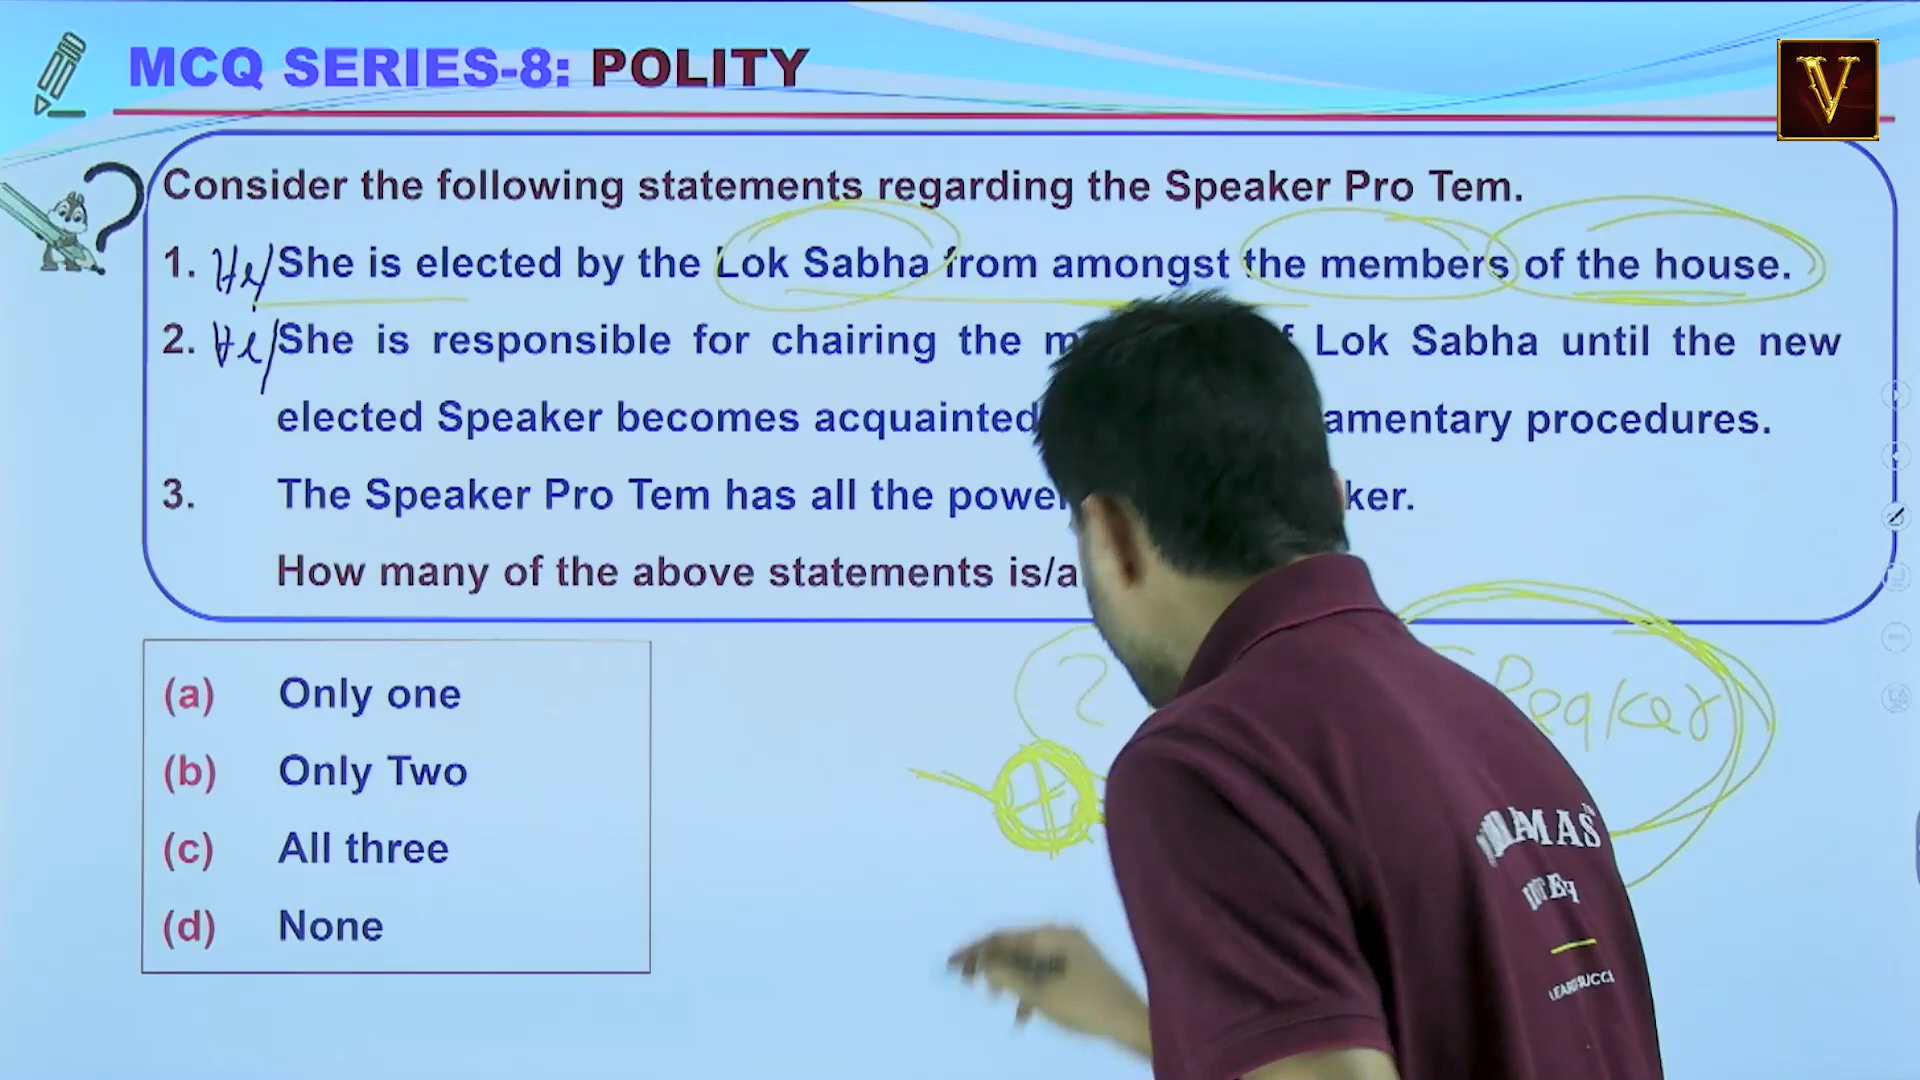 MCQ SERIES-8: POLITY
V
Consider the following statements regarding the Speaker Pro Tem.
1. He/She is elected by the Lok Sabha from amongst the members of the house.
2. He/She is responsible for chairing the Lok Sabha until the new
elected Speaker becomes acquainted amentary procedures.
3. The Speaker Pro Tem has all the power ker.
How many of the above statements is/a
(a) Only one
(b) Only Two
(c) All three
(d) None
2 Speaker